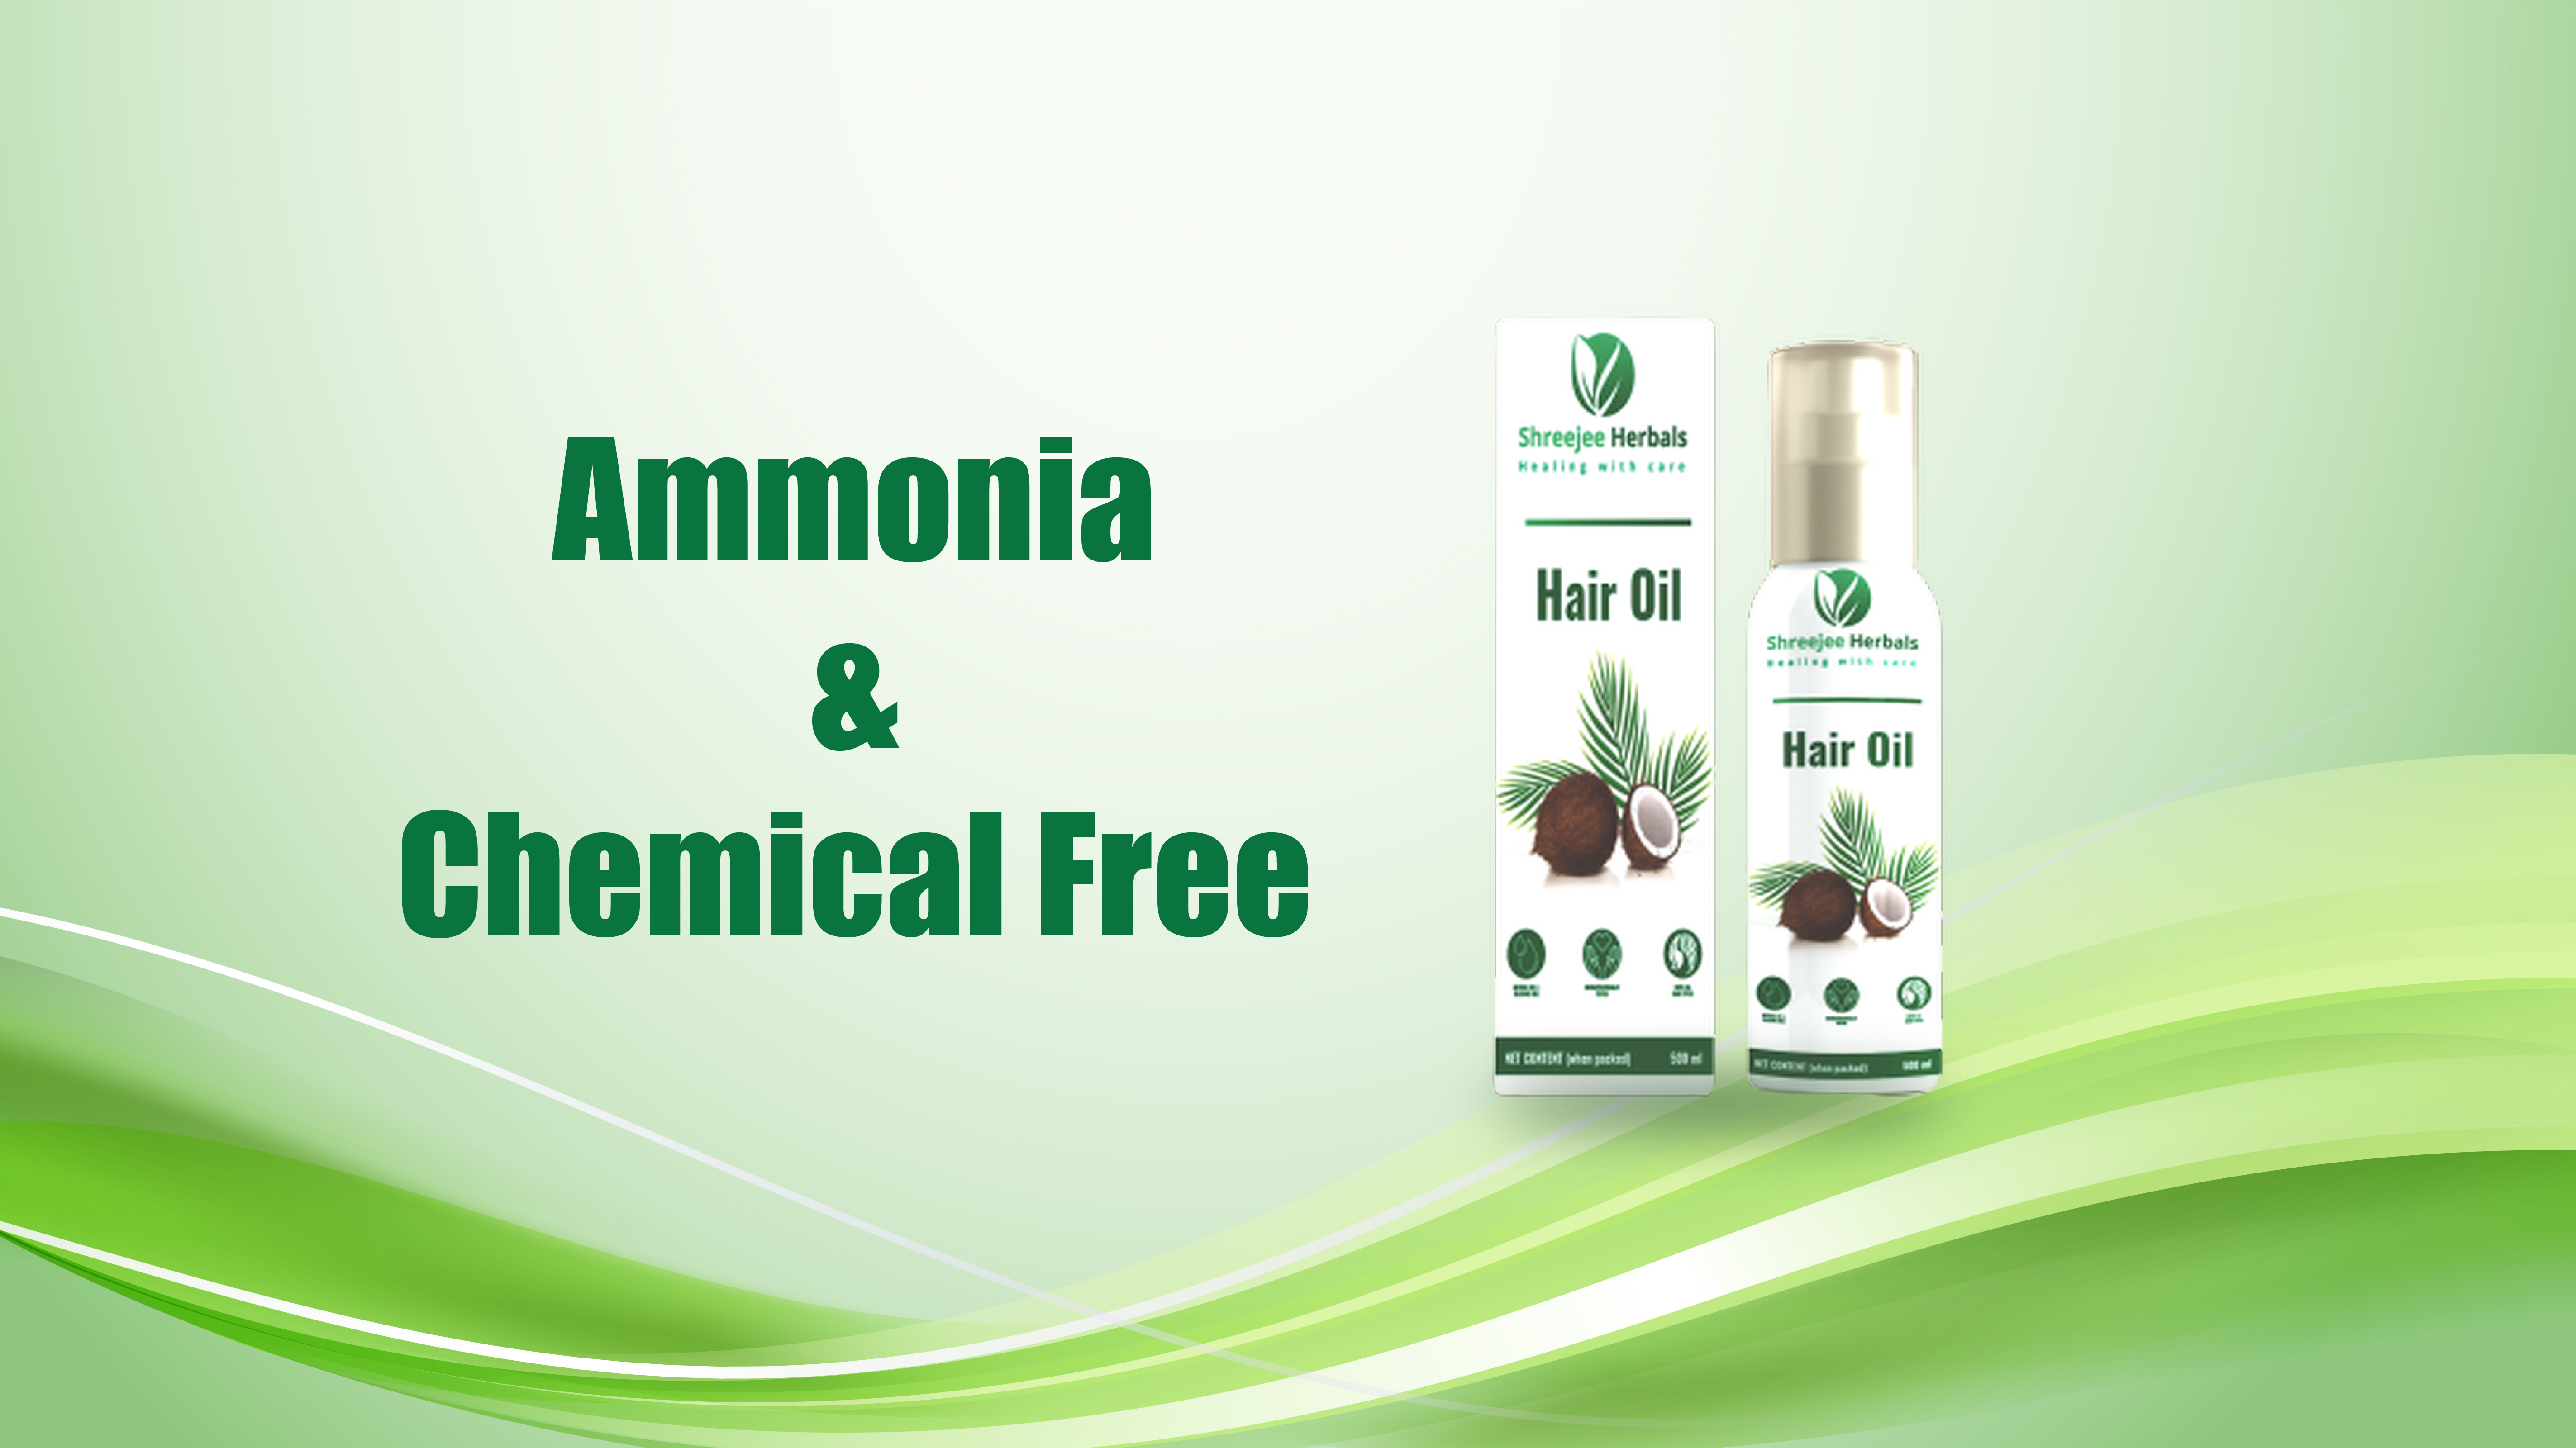 Ammonia
&
Chemical Free
Shreejee Herbals
Healing with care
Hair Oil
NET CONTENT (when packed) 500 ml
Shreejee Herbals
Healing with care
Hair Oil
NET CONTENT (when packed) 500 ml